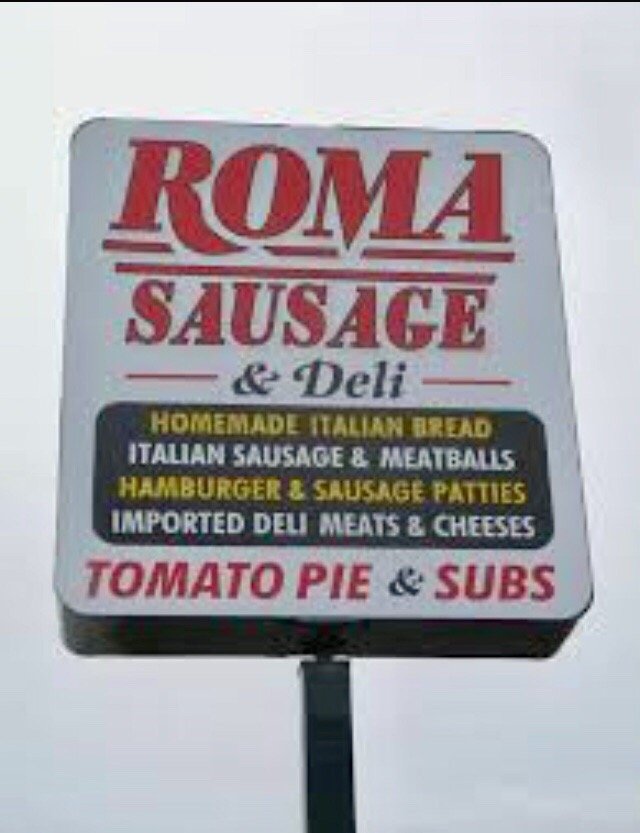 ROMA
SAUSAGE
& Deli
HOMEMADE ITALIAN BREAD
ITALIAN SAUSAGE & MEATBALLS
HAMBURGER & SAUSAGE PATTIES
IMPORTED DELI MEATS & CHEESES
TOMATO PIE & SUBS